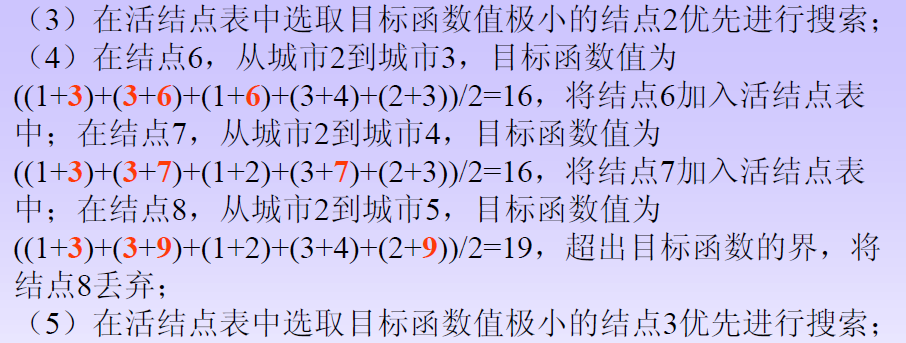 （3）在活结点表中选取目标函数值极小的结点2优先进行搜索；
（4）在结点6，从城市2到城市3，目标函数值为
((1+3)+(3+6)+(1+6)+(3+4)+(2+3))/2=16，将结点6加入活结点表
中；在结点7，从城市2到城市4，目标函数值为
((1+3)+(3+7)+(1+2)+(3+7)+(2+3))/2=16，将结点7加入活结点表
中；在结点8，从城市2到城市5，目标函数值为
((1+3)+(3+9)+(1+2)+(3+4)+(2+9))/2=19，超出目标函数的界，将
结点8丢弃；
（5）在活结点表中选取目标函数值极小的结点3优先进行搜索；